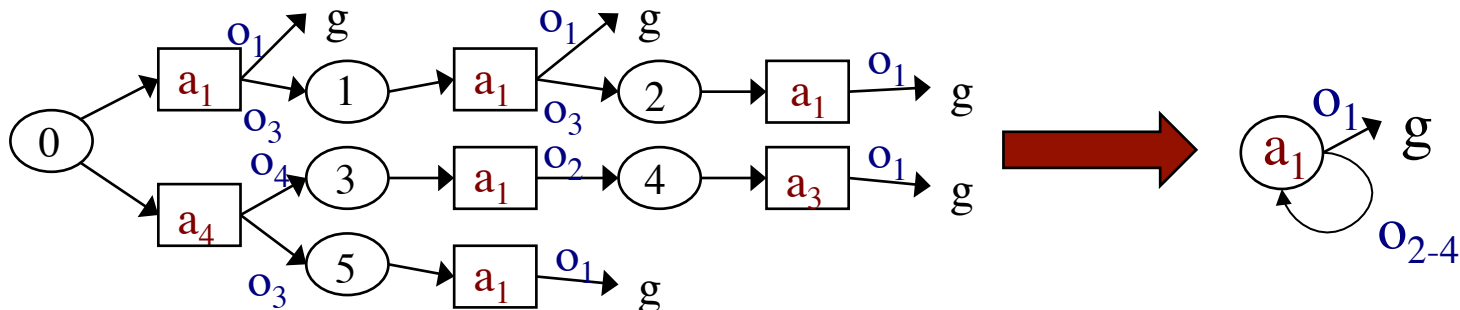 o₁ g o₁ g
a₁ 1 a₁ 2 a₁ o₁ g
o₃ o₃
0
o₄ 3 a₁ o₂ 4 a₃ o₁ g
a₄
o₃ 5 a₁ o₁ g
a₁ o₁ g
o₂₋₄